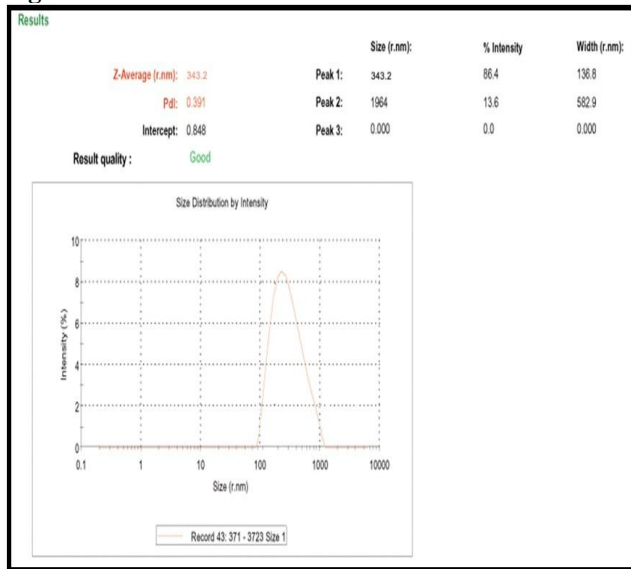 Results
Size (r.nm): % Intensity Width (r.nm):
Z-Average (r.nm): 343.2 Peak 1: 343.2 86.4 136.8
PdI: 0.391 Peak 2: 1964 13.6 582.9
Intercept: 0.848 Peak 3: 0.000 0.0 0.000
Result quality : Good
Size Distribution by Intensity
Intensity (%)
10
8
6
4
2
0
0.1 1 10 100 1000 10000
Size (r.nm)
Record 43: 371 - 3723 Size 1